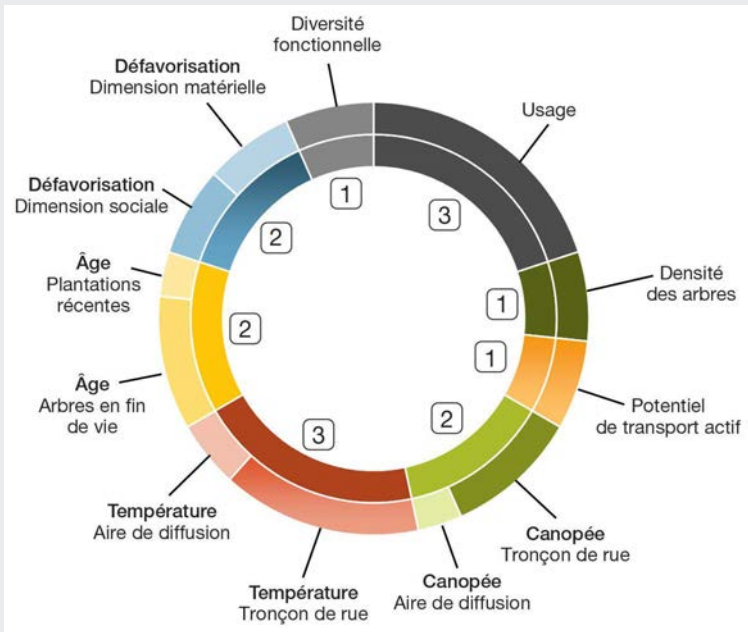 Diversité
fonctionnelle
Usage
Densité
des arbres
Potentiel
de transport actif
Canopée
Tronçon de rue
Canopée
Aire de diffusion
Température
Tronçon de rue
Température
Aire de diffusion
Âge
Arbres en fin
de vie
Âge
Plantations
récentes
Défavorisation
Dimension sociale
Défavorisation
Dimension matérielle
1
3
1
1
2
3
2
2